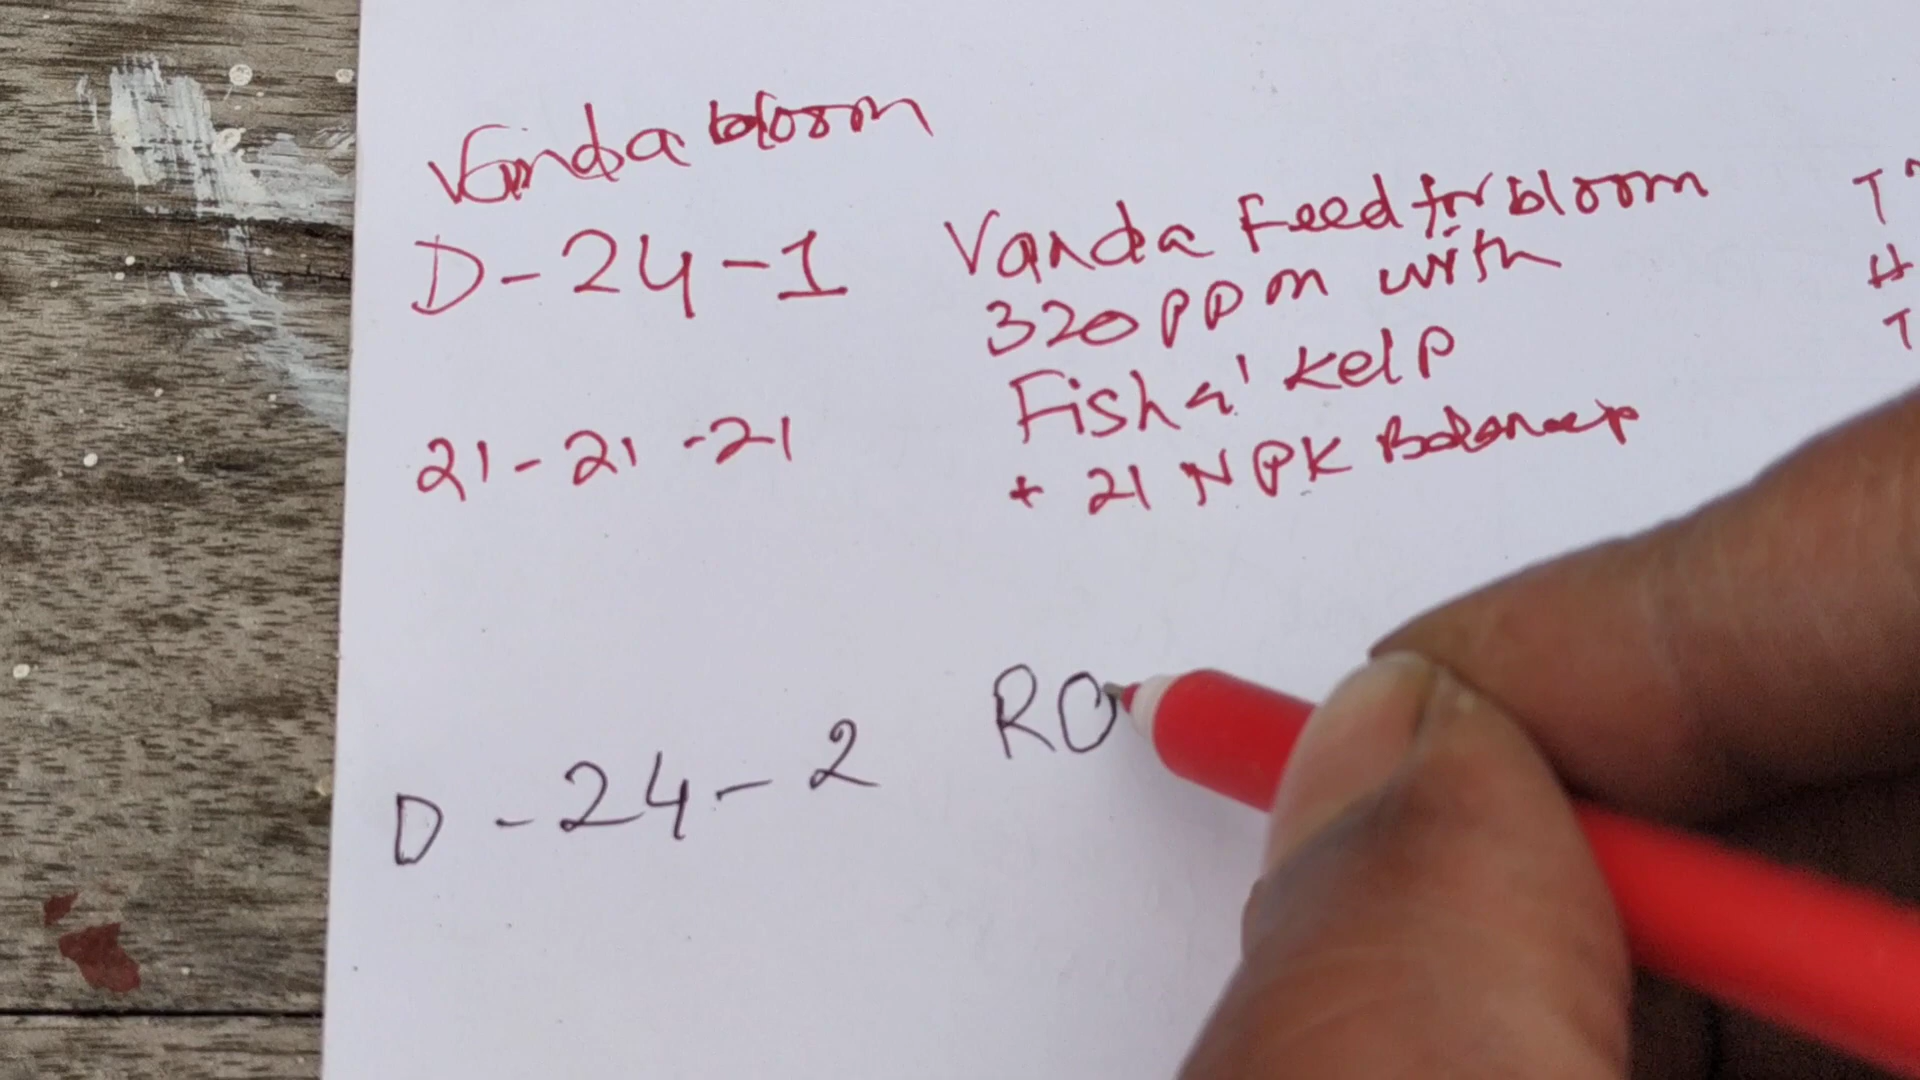 Vanda bloom
D-24-1
21-21-21
Vanda Feed for bloom
320 PPm with
Fish &' Kelp
+ 21 NPK
D-24-2
RO
T
H
T